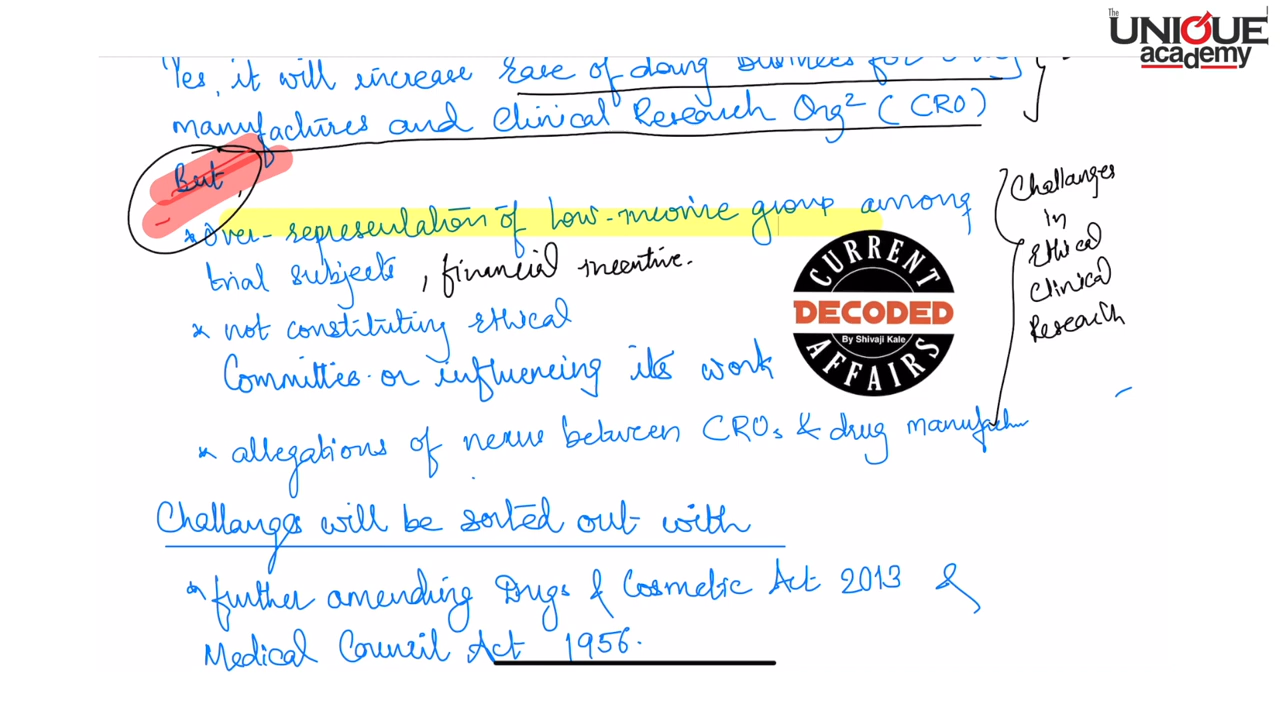 The
UNIQUE
academy
Yes, it will increase ease of doing business for
manufactures and Clinical Research Org² (CRO)
But,
* over-representation of Low-income group among
trial subjects, financial incentive.
* not constituting Ethical
Committies or influencing its work
* allegations of nexus between CROs & drug manufactu
Challanges
in
Ethical
Clinical
Research
CURRENT
DECODED
By Shivaji Kale
AFFAIRS
Challanges will be sorted out with
* further amending Drugs & Cosmetic Act 2013 &
Medical Council Act 1956.